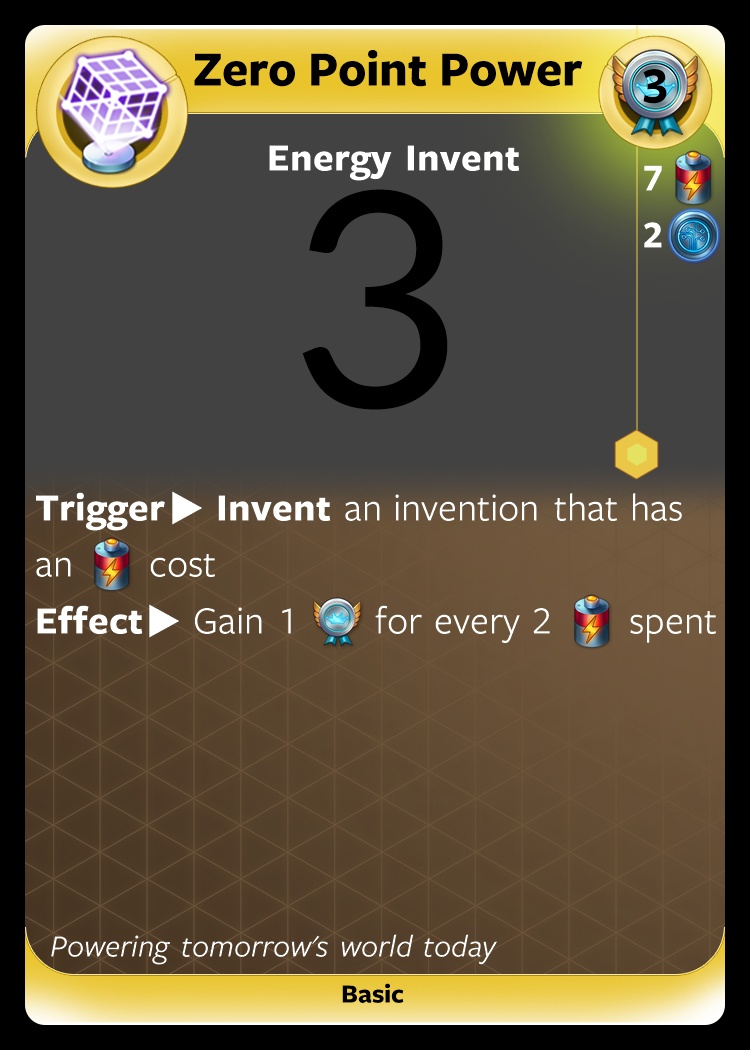 Zero Point Power
3
Energy Invent
7
2
3
Trigger▶ Invent an invention that has
an cost
Effect▶ Gain 1 for every 2 spent
Powering tomorrow's world today
Basic